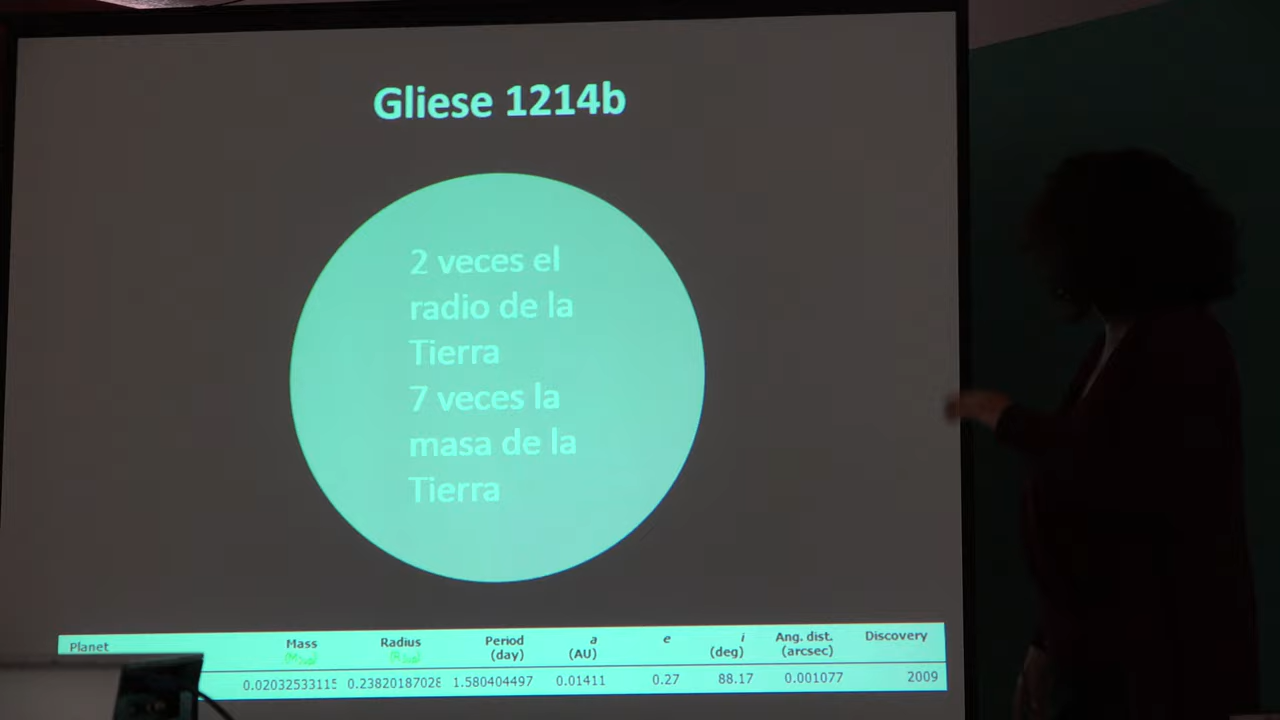 Gliese 1214b
2 veces el
radio de la
Tierra
7 veces la
masa de la
Tierra
Planet Mass Radius Period a e i Ang. dist. Discovery
(M_Jup) (R_Jup) (day) (AU) (deg) (arcsec)
0.02032533115 0.23820187028 1.580404497 0.01411 0.27 88.17 0.001077 2009